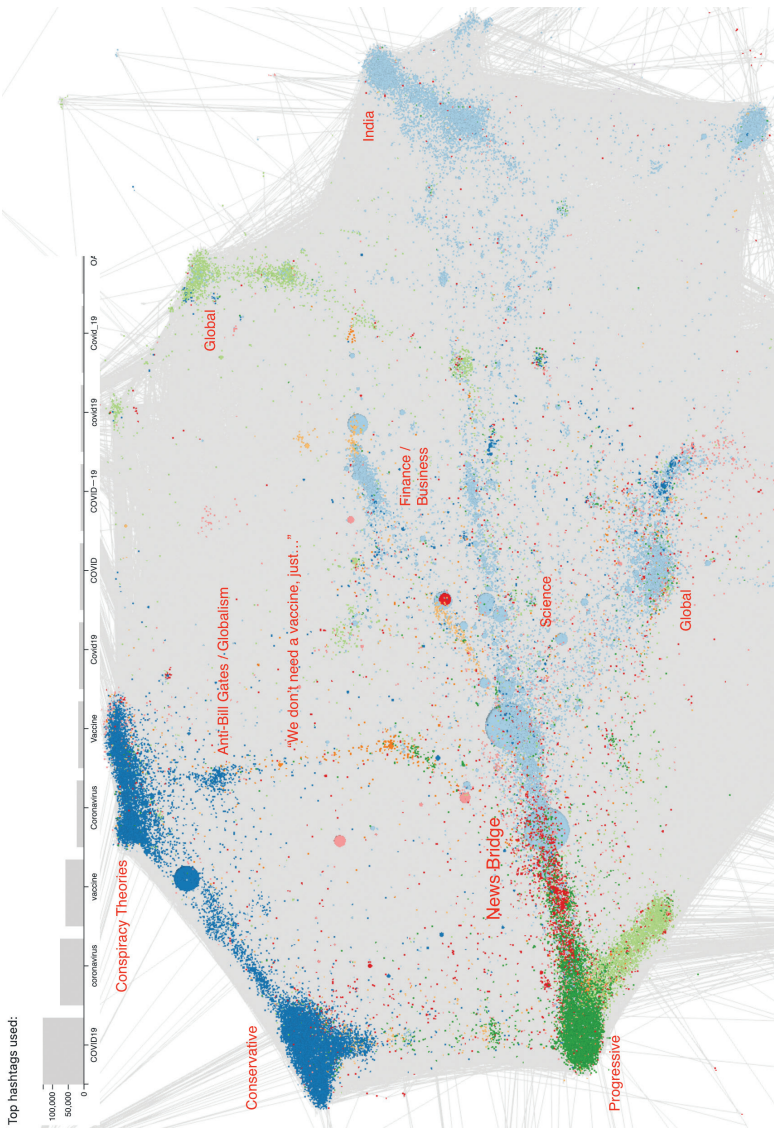 Top hashtags used:
100,000
50,000
0
COVID19
coronavirus
vaccine
Coronavirus
Vaccine
Covid19
COVID
COVID−19
covid19
Covid_19
Conspiracy Theories
Conservative
Anti-Bill Gates / Globalism
"We don't need a vaccine, just..."
Global
India
Finance /
Business
News Bridge
Science
Global
Progressive